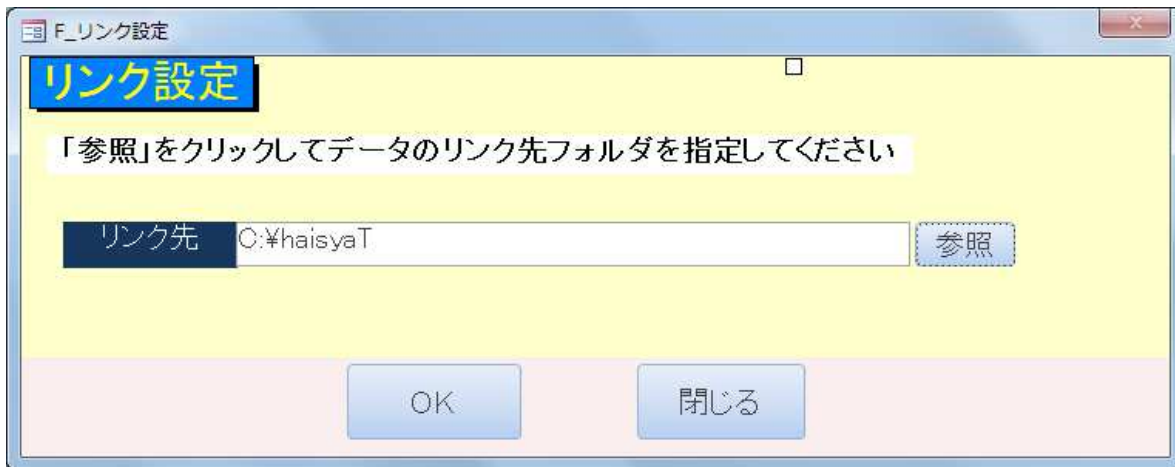 F_リンク設定
リンク設定
「参照」をクリックしてデータのリンク先フォルダを指定してください
リンク先 C:¥haisyaT 参照
OK 閉じる